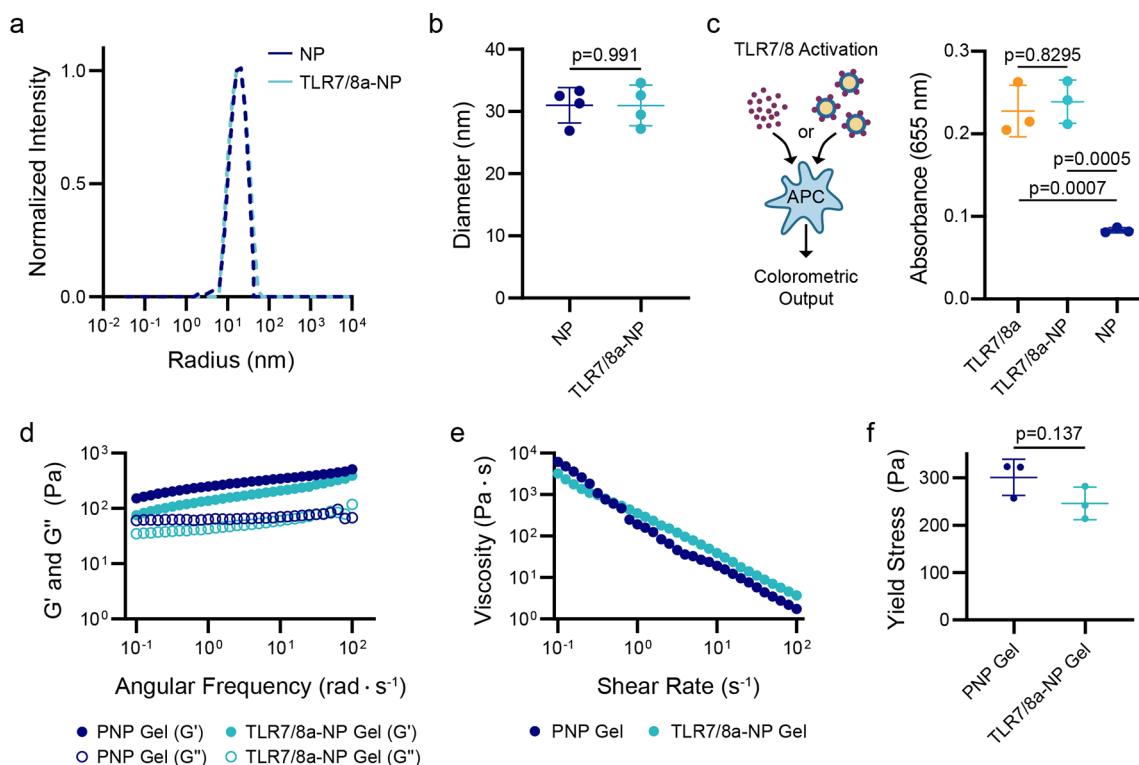 a
NP
TLR7/8a-NP
Normalized Intensity
1.0
0.5
0.0
10⁻² 10⁻¹ 10⁰ 10¹ 10² 10³ 10⁴
Radius (nm)
b
p=0.991
Diameter (nm)
40
30
20
10
0
NP
TLR7/8a-NP
c
TLR7/8 Activation
or
APC
Colorometric
Output
Absorbance (655 nm)
0.3
0.2
0.1
0.0
p=0.8295
p=0.0005
p=0.0007
TLR7/8a
TLR7/8a-NP
NP
d
G' and G" (Pa)
10³
10²
10¹
10⁰
10⁻¹ 10⁰ 10¹ 10²
Angular Frequency (rad · s⁻¹)
PNP Gel (G') TLR7/8a-NP Gel (G')
PNP Gel (G") TLR7/8a-NP Gel (G")
e
Viscosity (Pa · s)
10⁴
10³
10²
10¹
10⁰
10⁻¹ 10⁰ 10¹ 10²
Shear Rate (s⁻¹)
PNP Gel TLR7/8a-NP Gel
f
p=0.137
Yield Stress (Pa)
300
200
100
0
PNP Gel
TLR7/8a-NP Gel